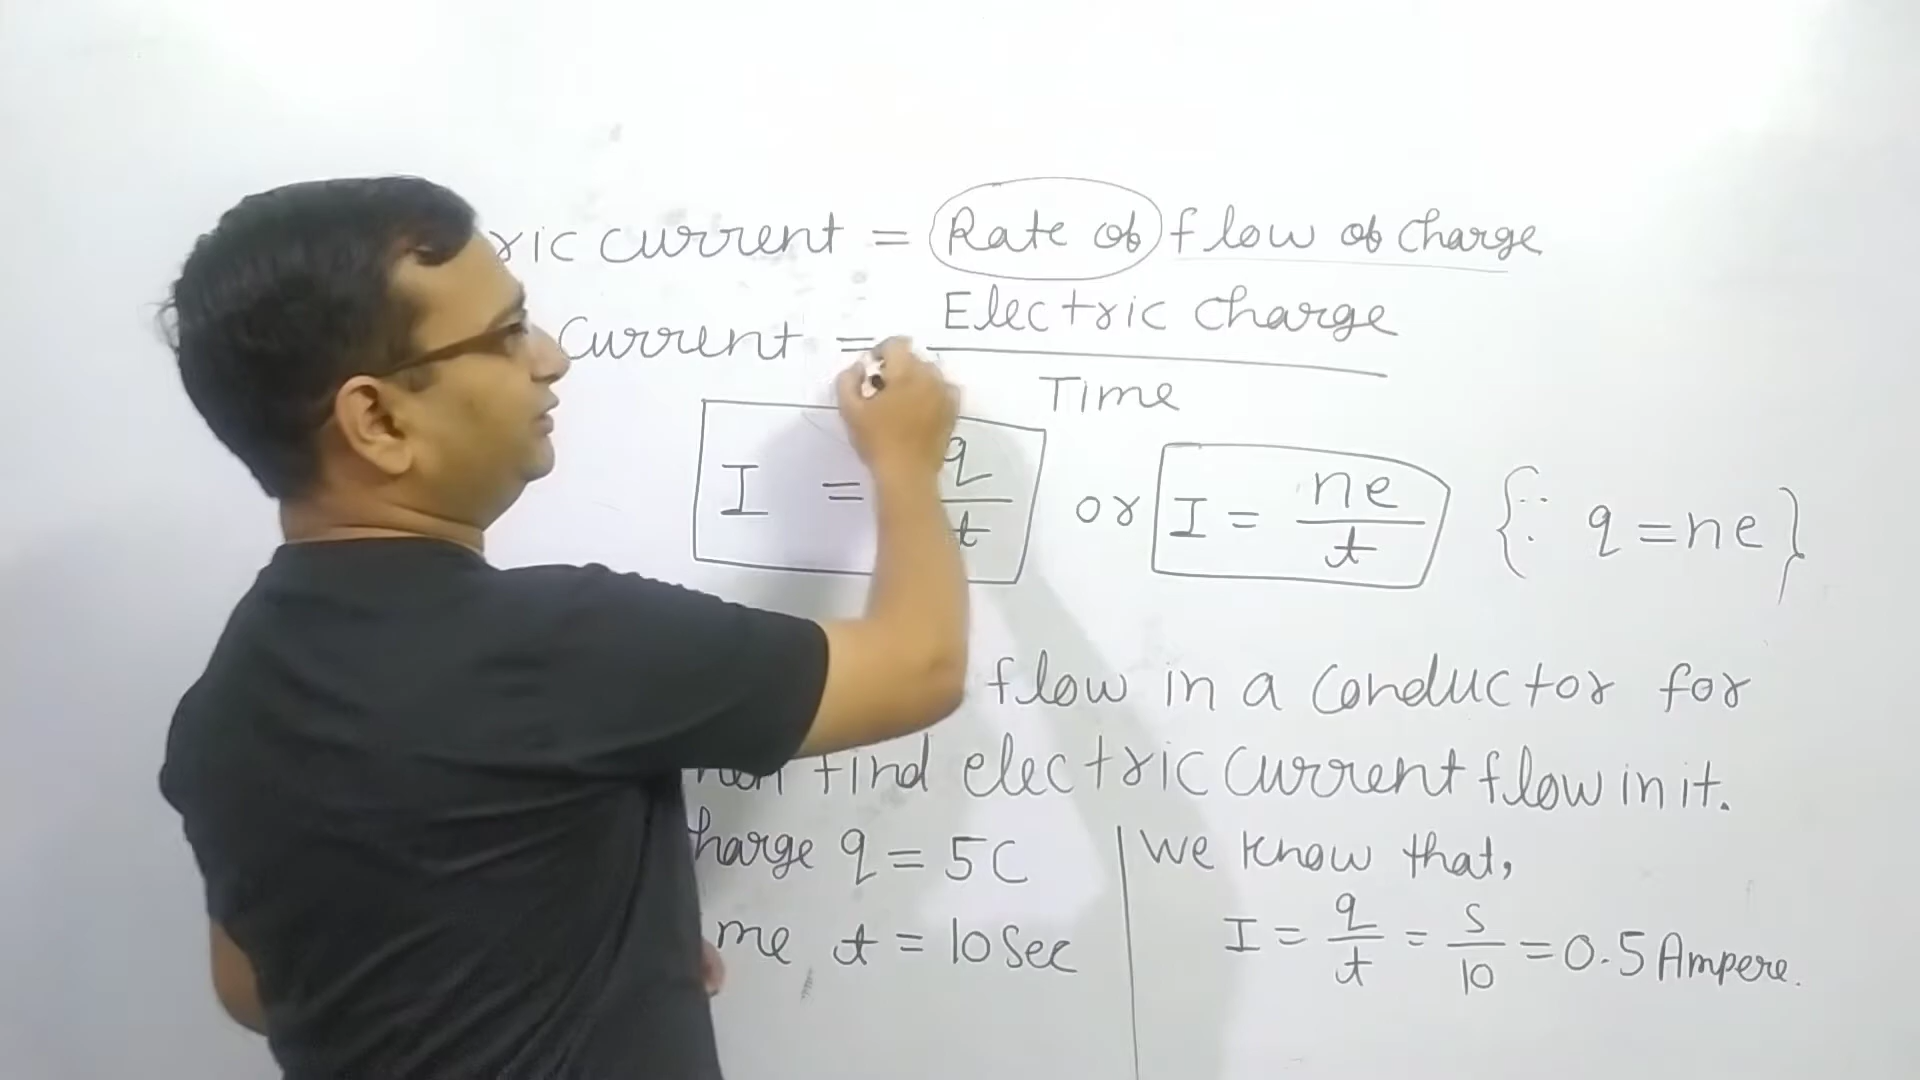 ric current = Rate of flow of charge
Current = Electric charge / Time
I = q/t or I = ne/t {∵ q = ne}
flow in a conductor for
find electric current flow in it.
harge q = 5C
me t = 10 Sec
We know that,
I = q/t = 5/10 = 0.5 Ampere.